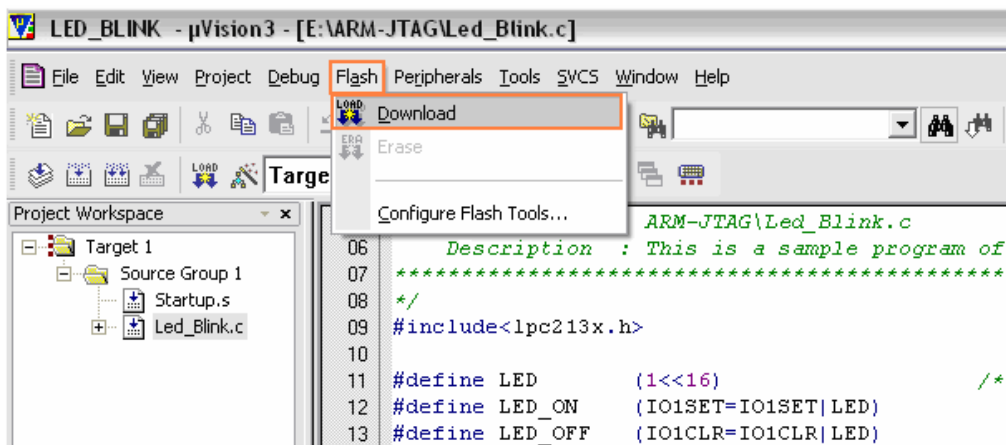 LED_BLINK - µVision3 - [E:\ARM-JTAG\Led_Blink.c]
File Edit View Project Debug Flash Peripherals Tools SVCS Window Help
LOAD Download
ERA Erase
LOAD Targe
Configure Flash Tools...
Project Workspace
Target 1
Source Group 1
Startup.s
Led_Blink.c
ARM-JTAG\Led_Blink.c
06 Description : This is a sample program of
07 **********************************************
08 */
09 #include<lpc213x.h>
10
11 #define LED (1<<16) /*
12 #define LED_ON (IO1SET=IO1SET|LED)
13 #define LED_OFF (IO1CLR=IO1CLR|LED)